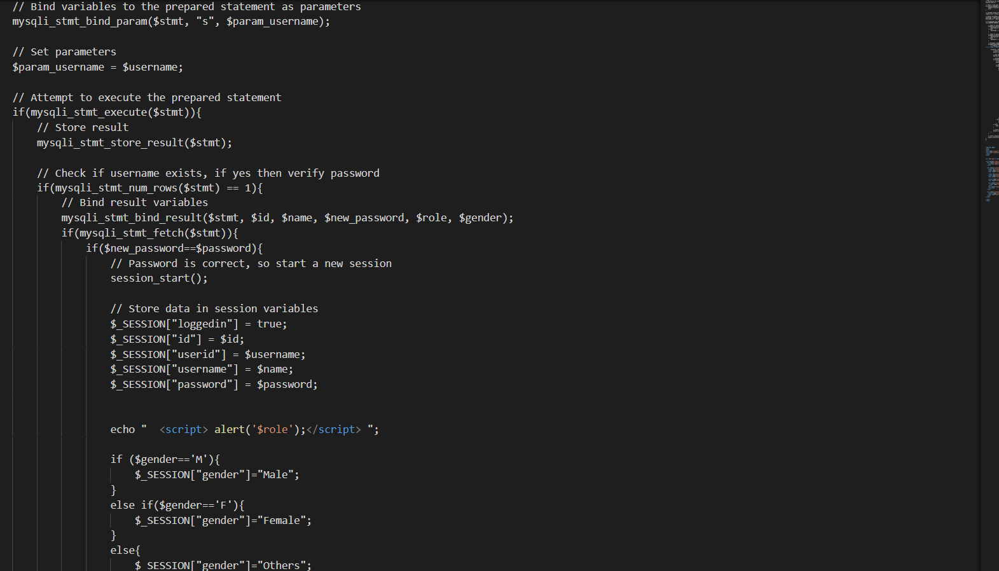 // Bind variables to the prepared statement as parameters
mysqli_stmt_bind_param($stmt, "s", $param_username);
// Set parameters
$param_username = $username;
// Attempt to execute the prepared statement
if(mysqli_stmt_execute($stmt)){
// Store result
mysqli_stmt_store_result($stmt);
// Check if username exists, if yes then verify password
if(mysqli_stmt_num_rows($stmt) == 1){
// Bind result variables
mysqli_stmt_bind_result($stmt, $id, $name, $new_password, $role, $gender);
if(mysqli_stmt_fetch($stmt)){
if($new_password==$password){
// Password is correct, so start a new session
session_start();
// Store data in session variables
$_SESSION["loggedin"] = true;
$_SESSION["id"] = $id;
$_SESSION["userid"] = $username;
$_SESSION["username"] = $name;
$_SESSION["password"] = $password;
echo "  <script> alert('$role');</script> ";
if ($gender=='M'){
$_SESSION["gender"]="Male";
}
else if($gender=='F'){
$_SESSION["gender"]="Female";
}
else{
$_SESSION["gender"]="Others";